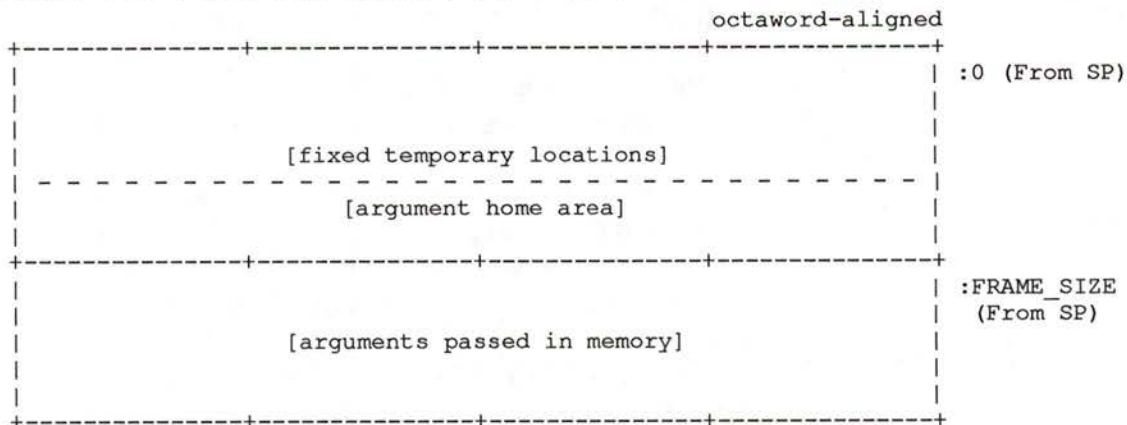 octaword-aligned
:0 (From SP)
[fixed temporary locations]
[argument home area]
:FRAME_SIZE
(From SP)
[arguments passed in memory]